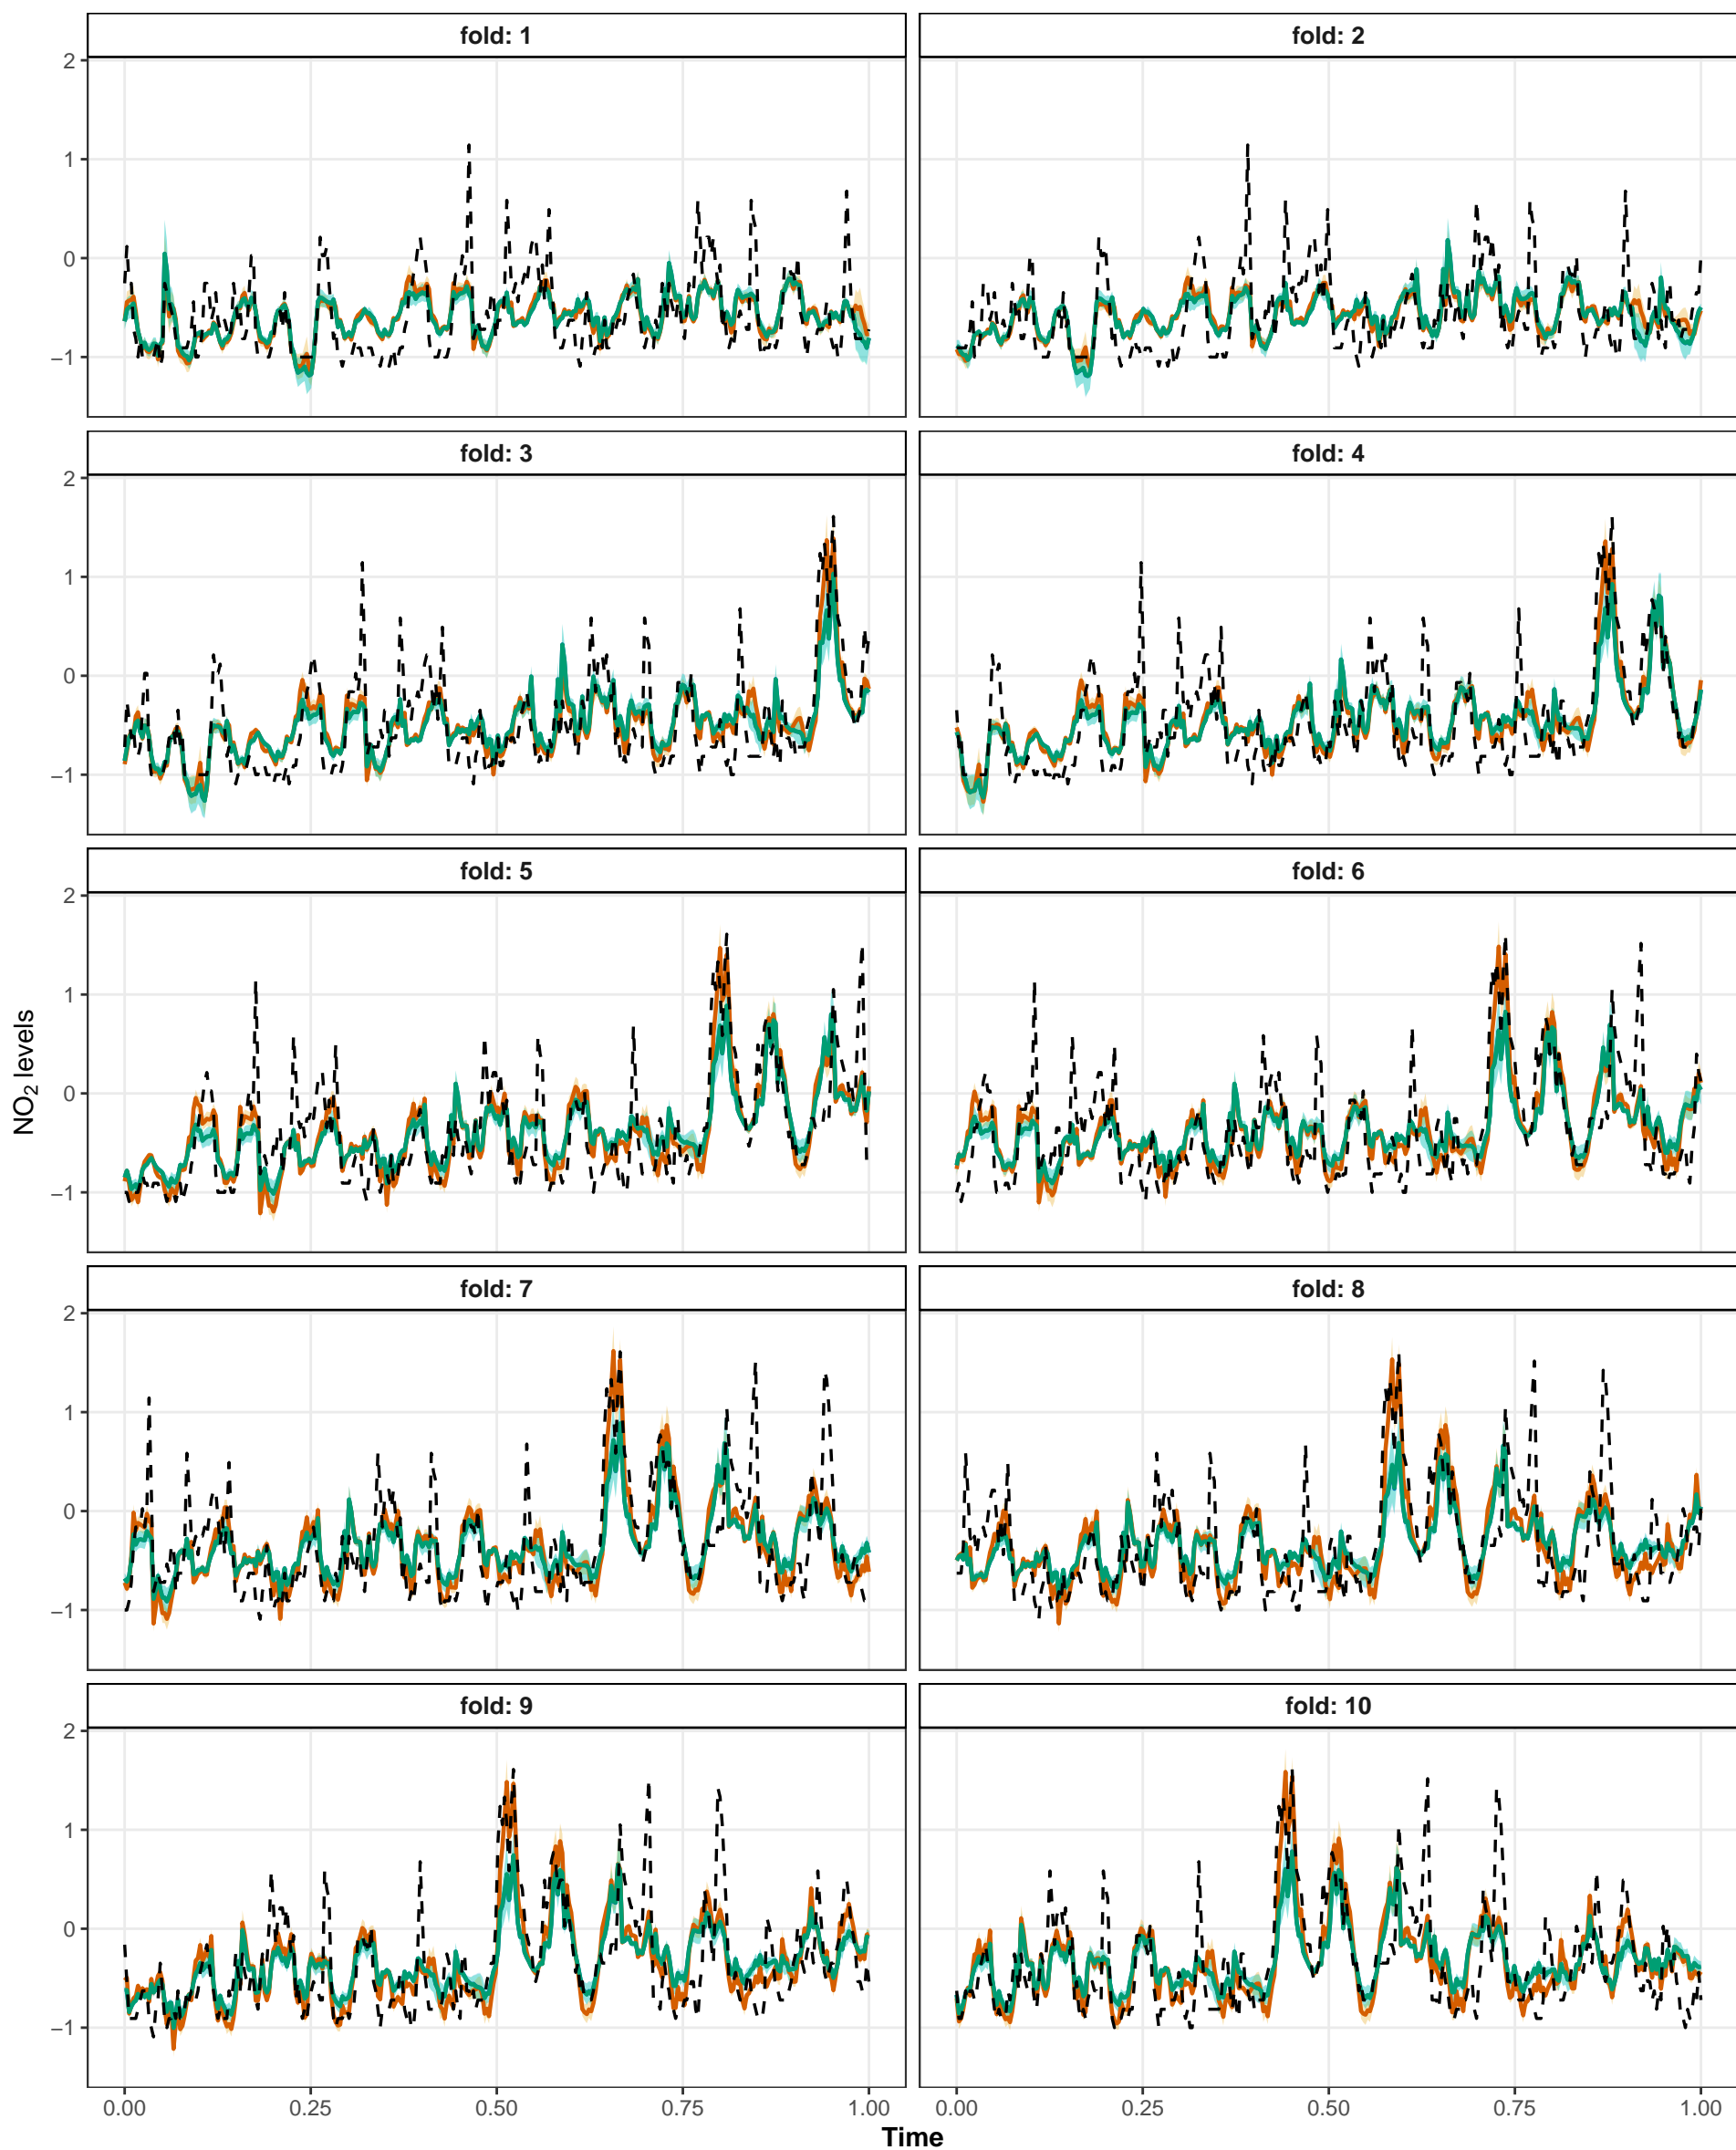 fold: 1
fold: 2
2
1
0
−1
fold: 3
fold: 4
2
1
0
−1
fold: 5
fold: 6
2
1
0
−1
NO₂ levels
fold: 7
fold: 8
2
1
0
−1
fold: 9
fold: 10
2
1
0
−1
0.00 0.25 0.50 0.75 1.00 0.00 0.25 0.50 0.75 1.00
Time